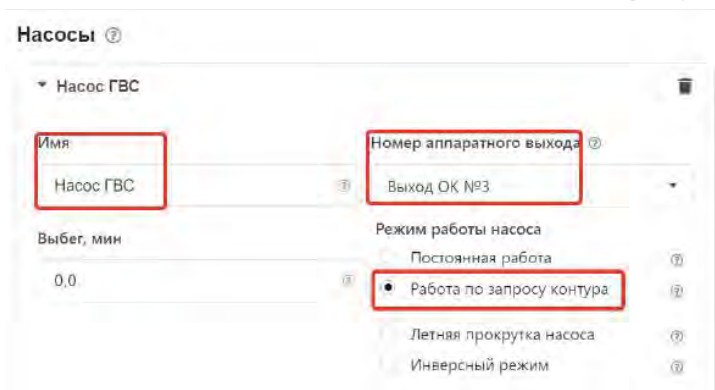 Насосы
Насос ГВС
Имя
Номер аппаратного выхода
Насос ГВС
Выход ОК №3
Выбег, мин
Режим работы насоса
Постоянная работа
0,0
Работа по запросу контура
Летняя прокрутка насоса
Инверсный режим